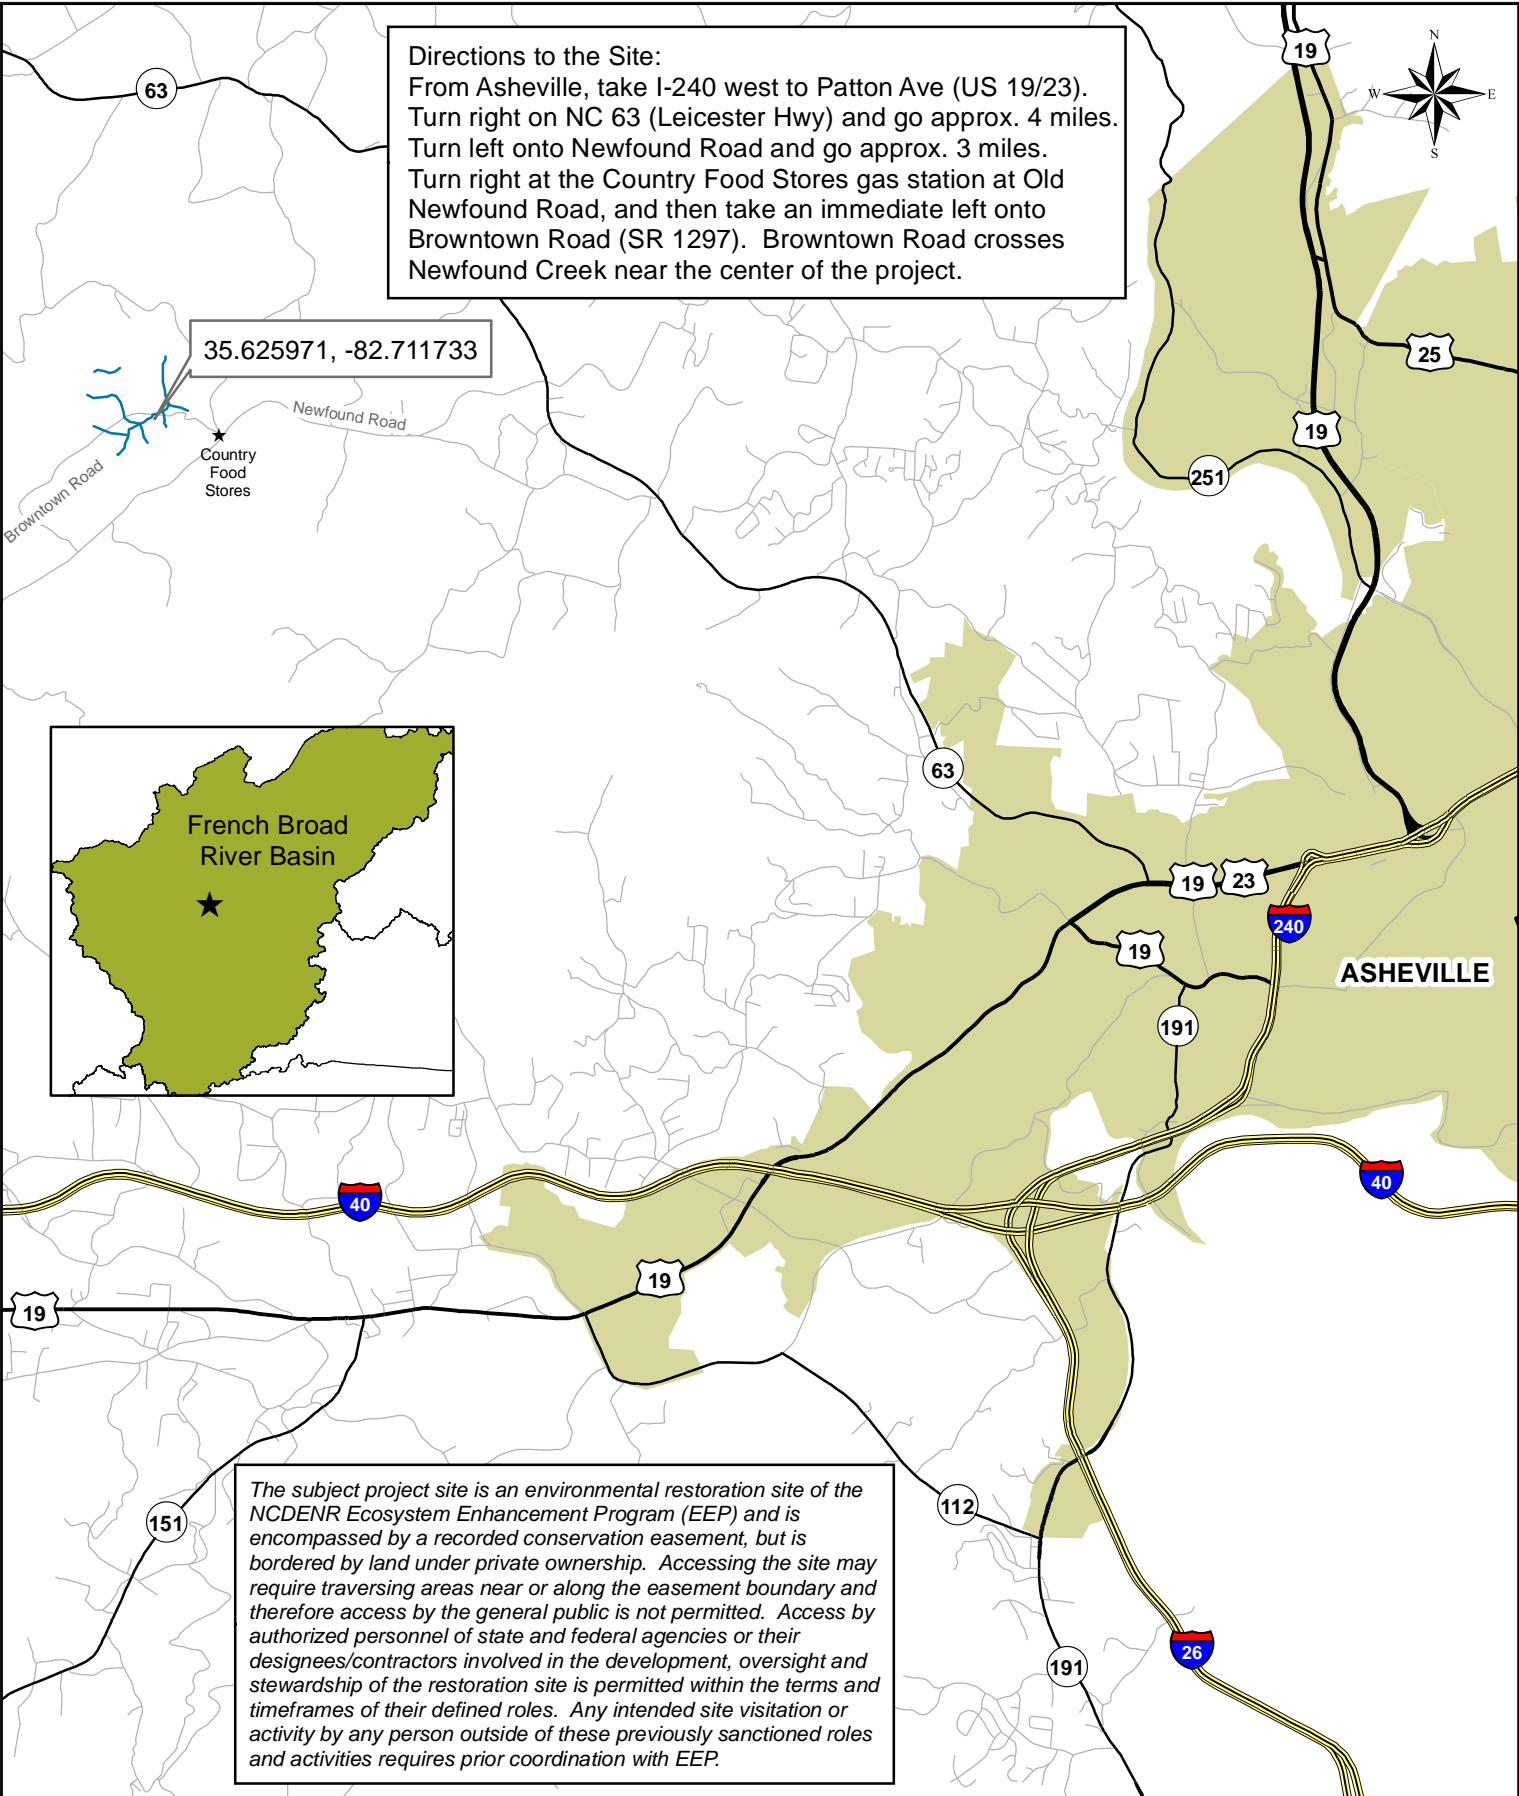 Directions to the Site:
From Asheville, take I-240 west to Patton Ave (US 19/23).
Turn right on NC 63 (Leicester Hwy) and go approx. 4 miles.
Turn left onto Newfound Road and go approx. 3 miles.
Turn right at the Country Food Stores gas station at Old
Newfound Road, and then take an immediate left onto
Browntown Road (SR 1297).  Browntown Road crosses
Newfound Creek near the center of the project.
N
W
E
S
19
63
35.625971, -82.711733
25
Newfound Road
19
Country
Food
Stores
251
Browntown Road
63
French Broad
River Basin
19
23
240
19
ASHEVILLE
191
40
40
19
19
The subject project site is an environmental restoration site of the
NCDENR Ecosystem Enhancement Program (EEP) and is
encompassed by a recorded conservation easement, but is
bordered by land under private ownership.  Accessing the site may
require traversing areas near or along the easement boundary and
therefore access by the general public is not permitted.  Access by
authorized personnel of state and federal agencies or their
designees/contractors involved in the development, oversight and
stewardship of the restoration site is permitted within the terms and
timeframes of their defined roles.  Any intended site visitation or
activity by any person outside of these previously sanctioned roles
and activities requires prior coordination with EEP.
151
112
191
26